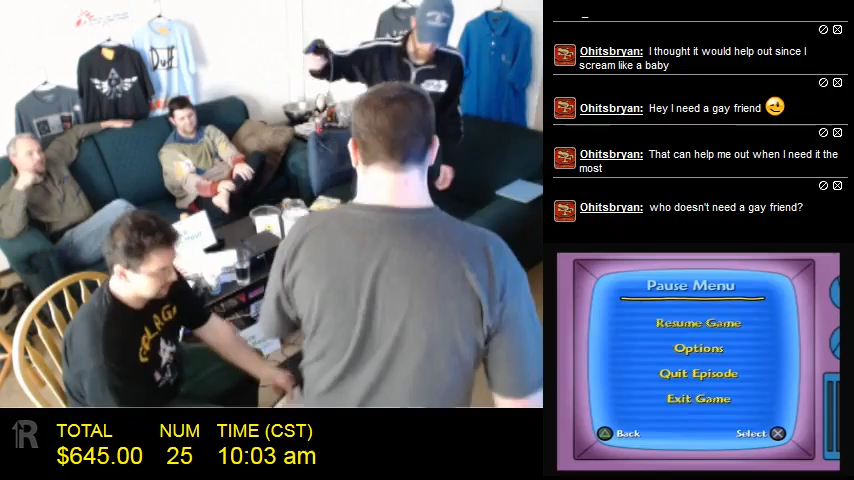 Ohitsbryan: I thought it would help out since I
scream like a baby
Ohitsbryan: Hey I need a gay friend
Ohitsbryan: That can help me out when I need it the
most
Ohitsbryan: who doesn't need a gay friend?
Duff
Pause Menu
Resume Game
Options
Quit Episode
Exit Game
Back
Select
R
TOTAL NUM TIME (CST)
$645.00 25 10:03 am